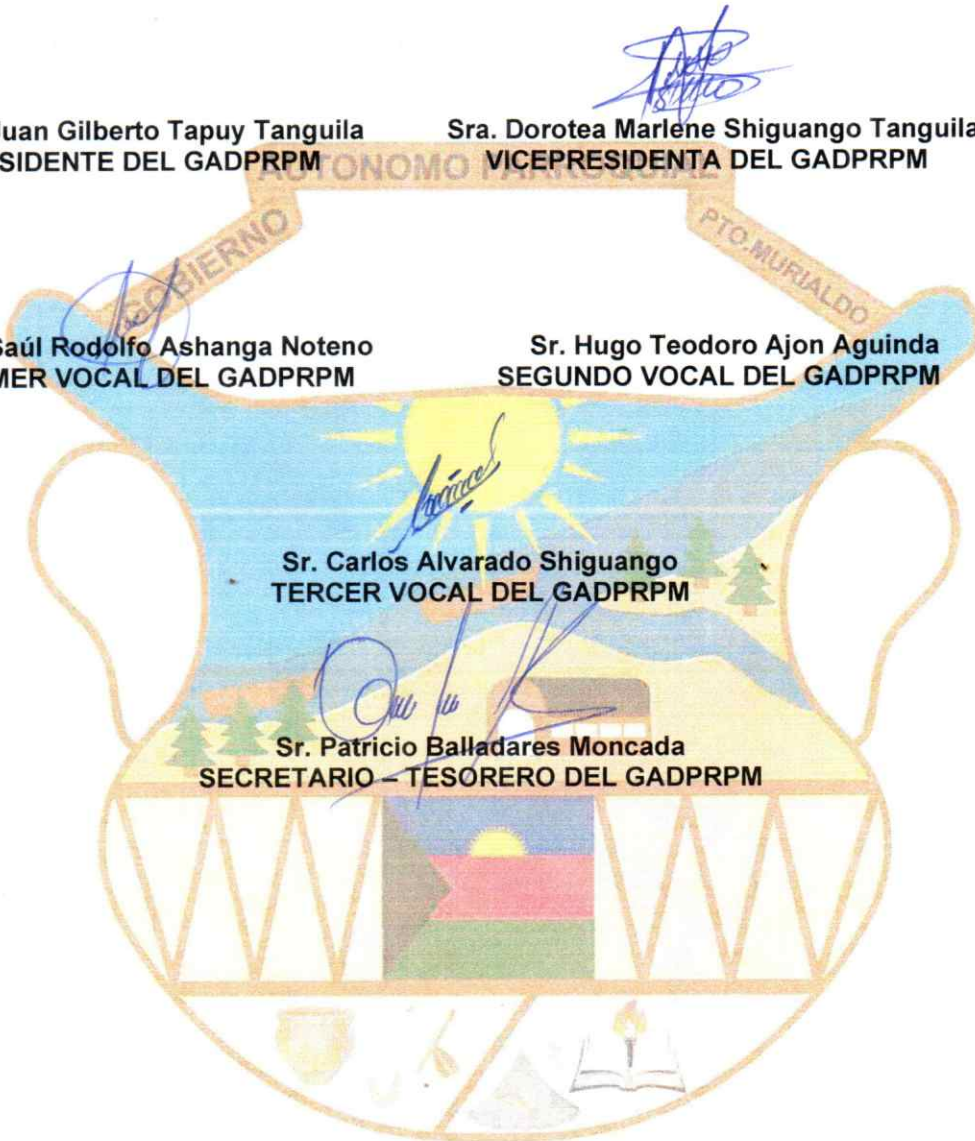 Juan Gilberto Tapuy Tanguila
SIDENTE DEL GADPRPM
Sra. Dorotea Marlene Shiguango Tanguila
VICEPRESIDENTA DEL GADPRPM
AUTONOMO PARROQUIAL
GOBIERNO
PTO.MURIALDO
Saúl Rodolfo Ashanga Noteno
MER VOCAL DEL GADPRPM
Sr. Hugo Teodoro Ajon Aguinda
SEGUNDO VOCAL DEL GADPRPM
Sr. Carlos Alvarado Shiguango
TERCER VOCAL DEL GADPRPM
Sr. Patricio Balladares Moncada
SECRETARIO – TESORERO DEL GADPRPM